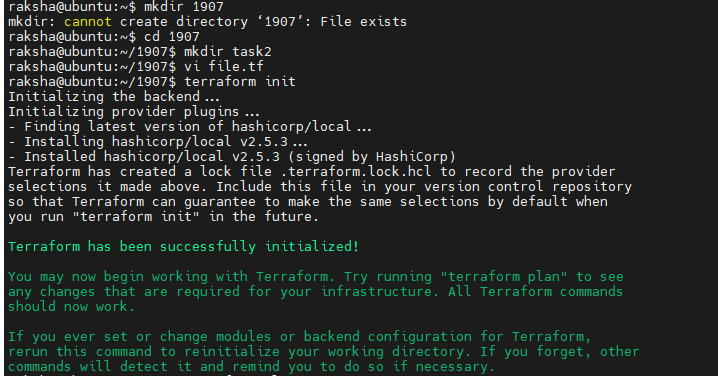 raksha@ubuntu:~$ mkdir 1907
mkdir: cannot create directory ‘1907’: File exists
raksha@ubuntu:~$ cd 1907
raksha@ubuntu:~/1907$ mkdir task2
raksha@ubuntu:~/1907$ vi file.tf
raksha@ubuntu:~/1907$ terraform init
Initializing the backend...
Initializing provider plugins...
- Finding latest version of hashicorp/local...
- Installing hashicorp/local v2.5.3...
- Installed hashicorp/local v2.5.3 (signed by HashiCorp)
Terraform has created a lock file .terraform.lock.hcl to record the provider
selections it made above. Include this file in your version control repository
so that Terraform can guarantee to make the same selections by default when
you run "terraform init" in the future.
Terraform has been successfully initialized!
You may now begin working with Terraform. Try running "terraform plan" to see
any changes that are required for your infrastructure. All Terraform commands
should now work.
If you ever set or change modules or backend configuration for Terraform,
rerun this command to reinitialize your working directory. If you forget, other
commands will detect it and remind you to do so if necessary.